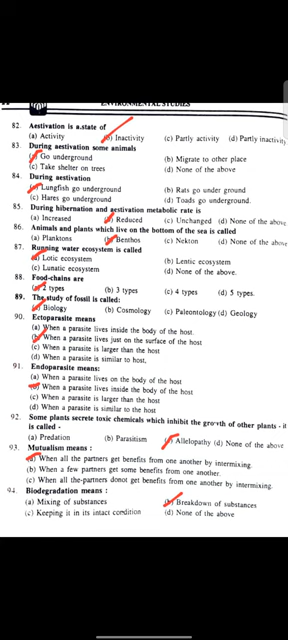 ENVIRONMENTAL STUDIES
82. Aestivation is a state of
(a) Activity (b) Inactivity (c) Partly activity (d) Partly inactivity
83. During aestivation some animals
(a) Go underground (b) Migrate to other place
(c) Take shelter on trees (d) None of the above
84. During aestivation
(a) Lungfish go underground (b) Rats go under ground
(c) Hares go underground (d) Toads go underground.
85. During hibernation and aestivation metabolic rate is
(a) Increased (b) Reduced (c) Unchanged (d) None of the above
86. Animals and plants which live on the bottom of the sea is called
(a) Planktons (b) Benthos (c) Nekton (d) None of the above
87. Running water ecosystem is called
(a) Lotic ecosystem (b) Lentic ecosystem
(c) Lunatic ecosystem (d) None of the above.
88. Food-chains are
(a) 2 types (b) 3 types (c) 4 types (d) 5 types.
89. The study of fossil is called:
(a) Biology (b) Cosmology (c) Paleontology (d) Geology
90. Ectoparasite means
(a) When a parasite lives inside the body of the host.
(b) When a parasite lives just on the surface of the host
(c) When a parasite is larger than the host
(d) When a parasite is similar to host.
91. Endoparasite means:
(a) When a parasite lives on the body of the host
(b) When a parasite lives inside the body of the host.
(c) When a parasite is larger than the host
(d) When a parasite is similar to the host
92. Some plants secrete toxic chemicals which inhibit the growth of other plants - it
is called -
(a) Predation (b) Parasitism (c) Allelopathy (d) None of the above
93. Mutualism means :
(a) When all the partners get benefits from one another by intermixing.
(b) When a few partners get some benefits from one another.
(c) When all the-partners donot get benefits from one another by intermixing.
94. Biodegradation means :
(a) Mixing of substances (b) Breakdown of substances
(c) Keeping it in its intact condition (d) None of the above